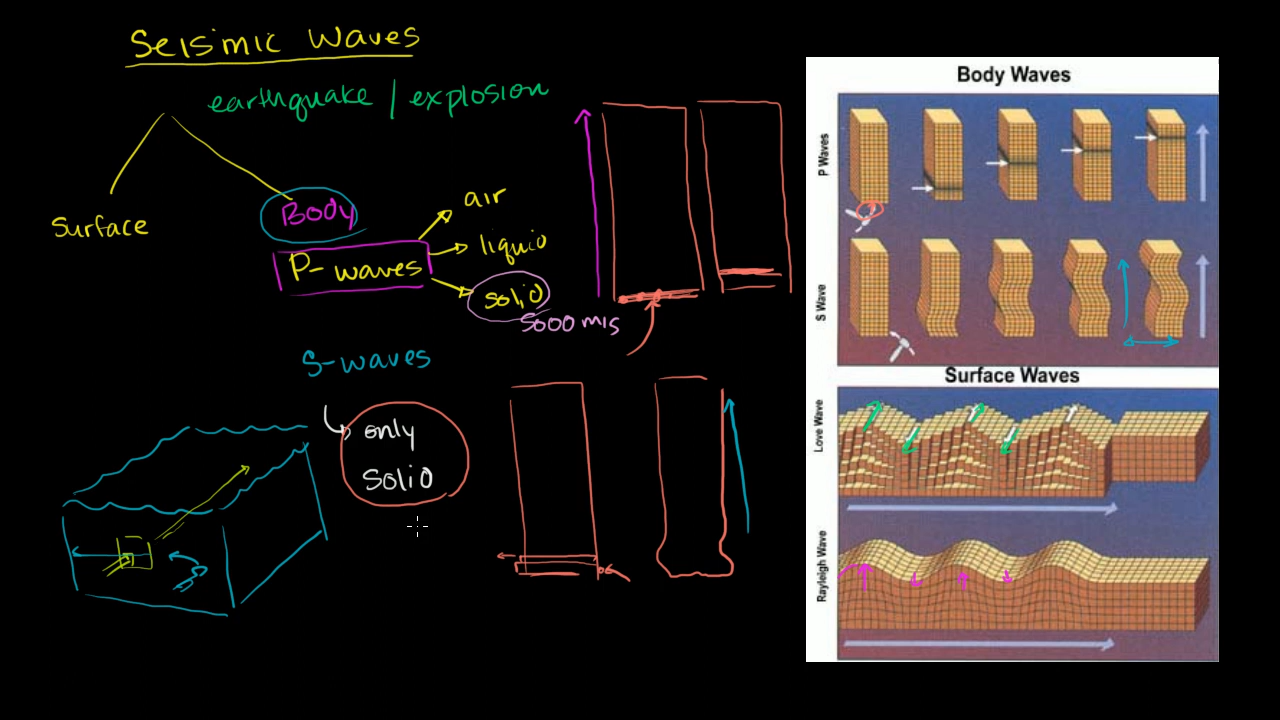 Seismic Waves
earthquake / explosion
Surface
Body
P-waves
air
liquid
solid
5000 m/s
S-waves
only
Solid
Body Waves
P Waves
S Wave
Surface Waves
Love Wave
Rayleigh Wave